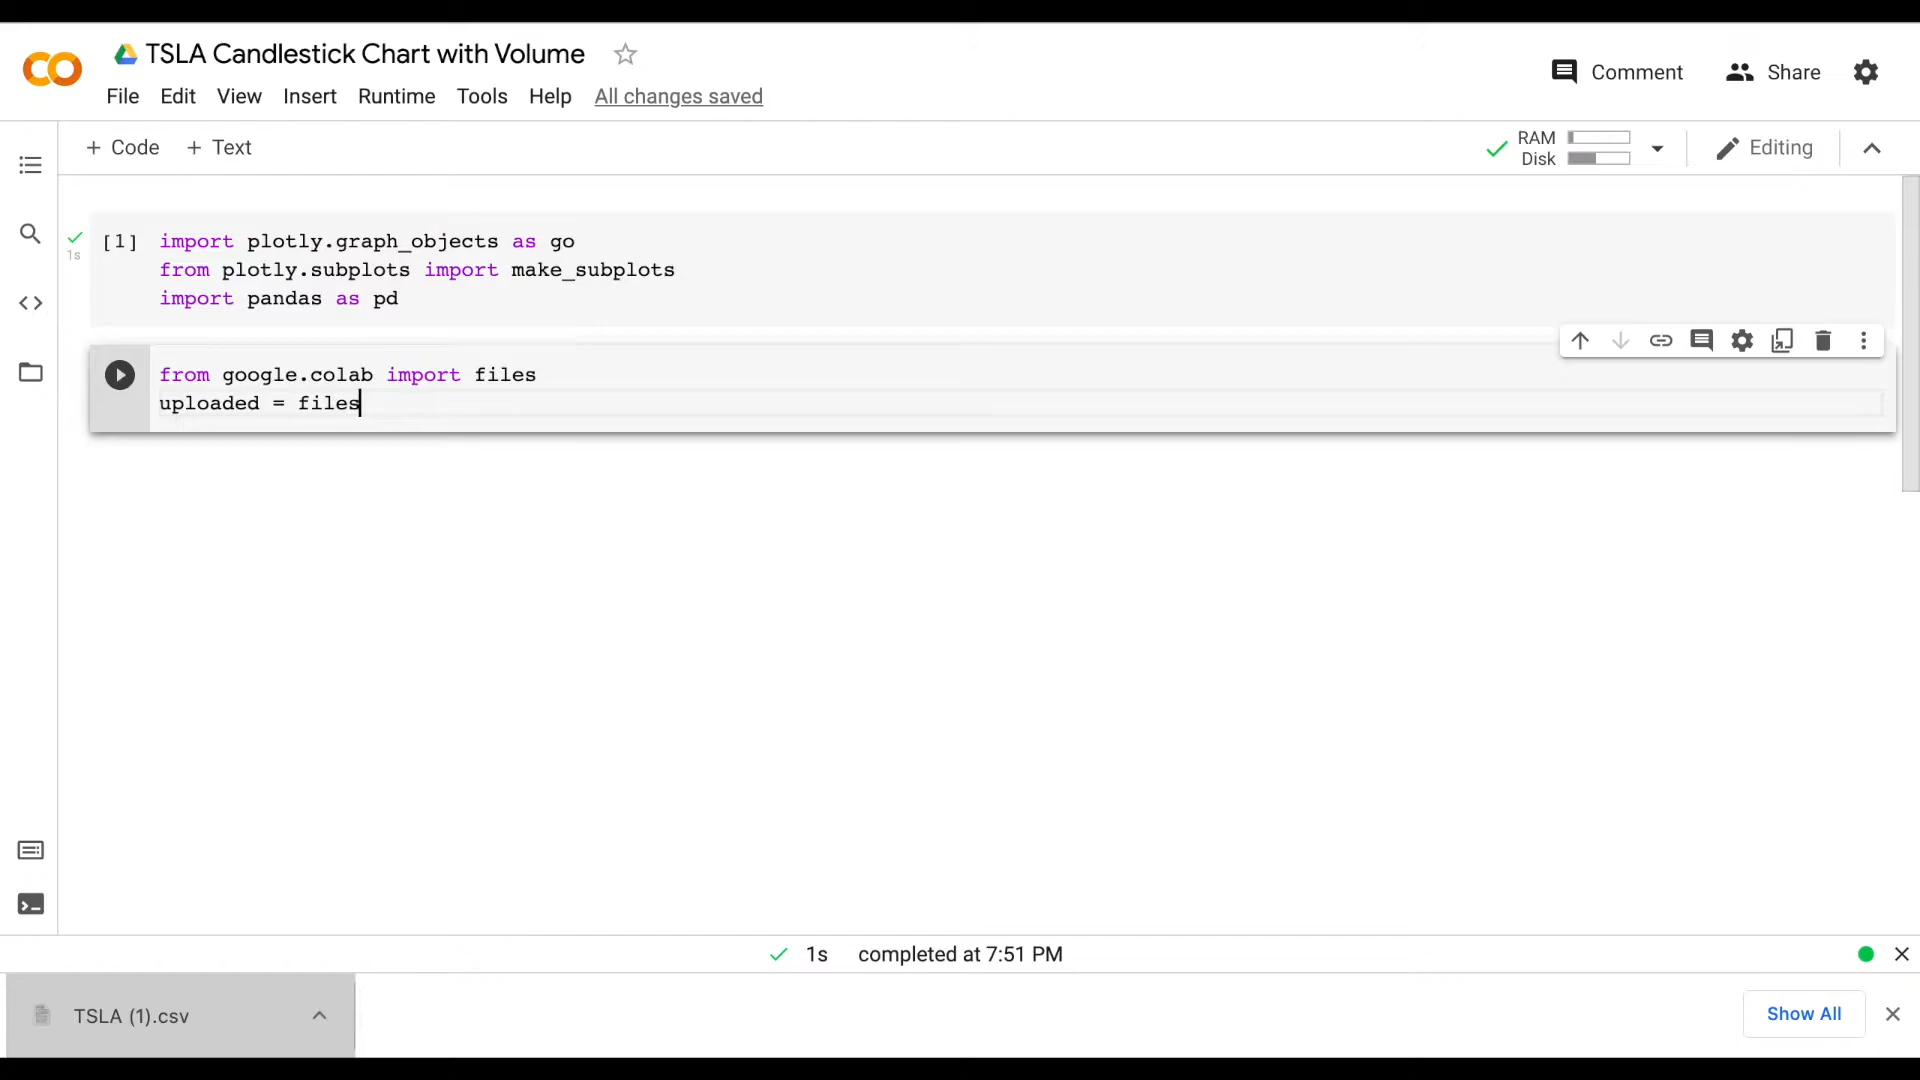 TSLA Candlestick Chart with Volume
File Edit View Insert Runtime Tools Help All changes saved
Comment Share
+ Code + Text
RAM
Disk
Editing
[1] import plotly.graph_objects as go
from plotly.subplots import make_subplots
import pandas as pd
1s
from google.colab import files
uploaded = files
1s completed at 7:51 PM
TSLA (1).csv
Show All